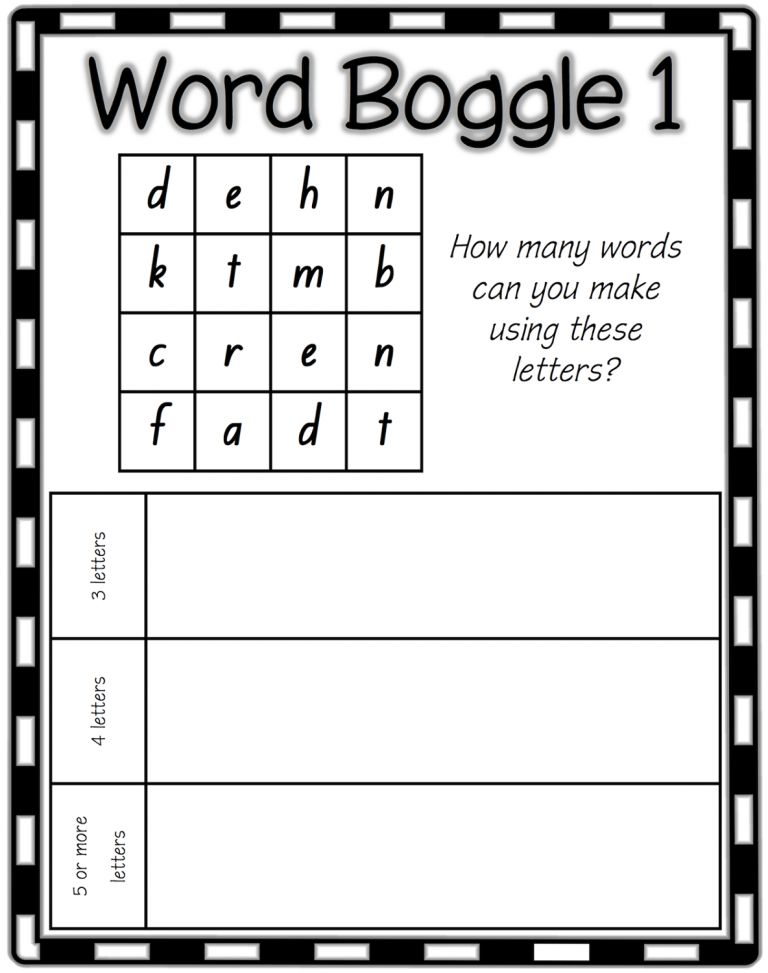 Word Boggle 1
d e h n
k t m b
c r e n
f a d t
How many words
can you make
using these
letters?
3 letters
4 letters
5 or more
letters